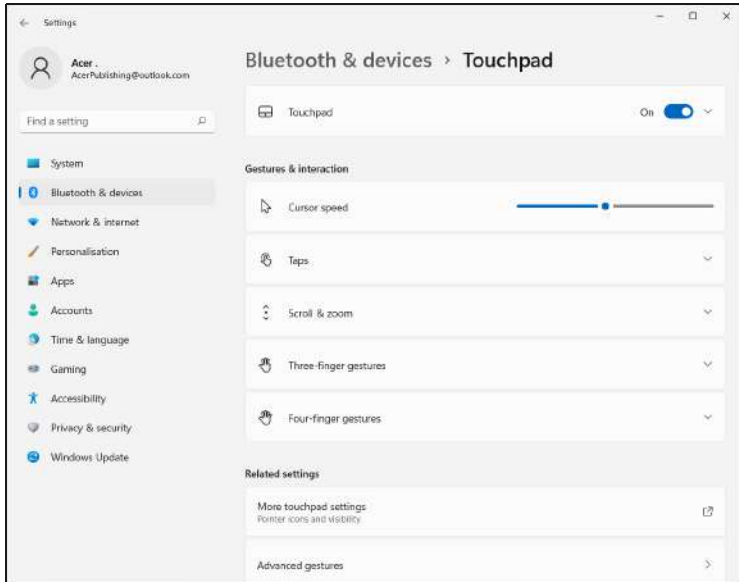 Settings
Acer .
AcerPublishing@outlook.com
Find a setting
System
Bluetooth & devices
Network & internet
Personalisation
Apps
Accounts
Time & language
Gaming
Accessibility
Privacy & security
Windows Update
Bluetooth & devices > Touchpad
Touchpad On
Gestures & interaction
Cursor speed
Taps
Scroll & zoom
Three-finger gestures
Four-finger gestures
Related settings
More touchpad settings
Pointer icons and visibility
Advanced gestures